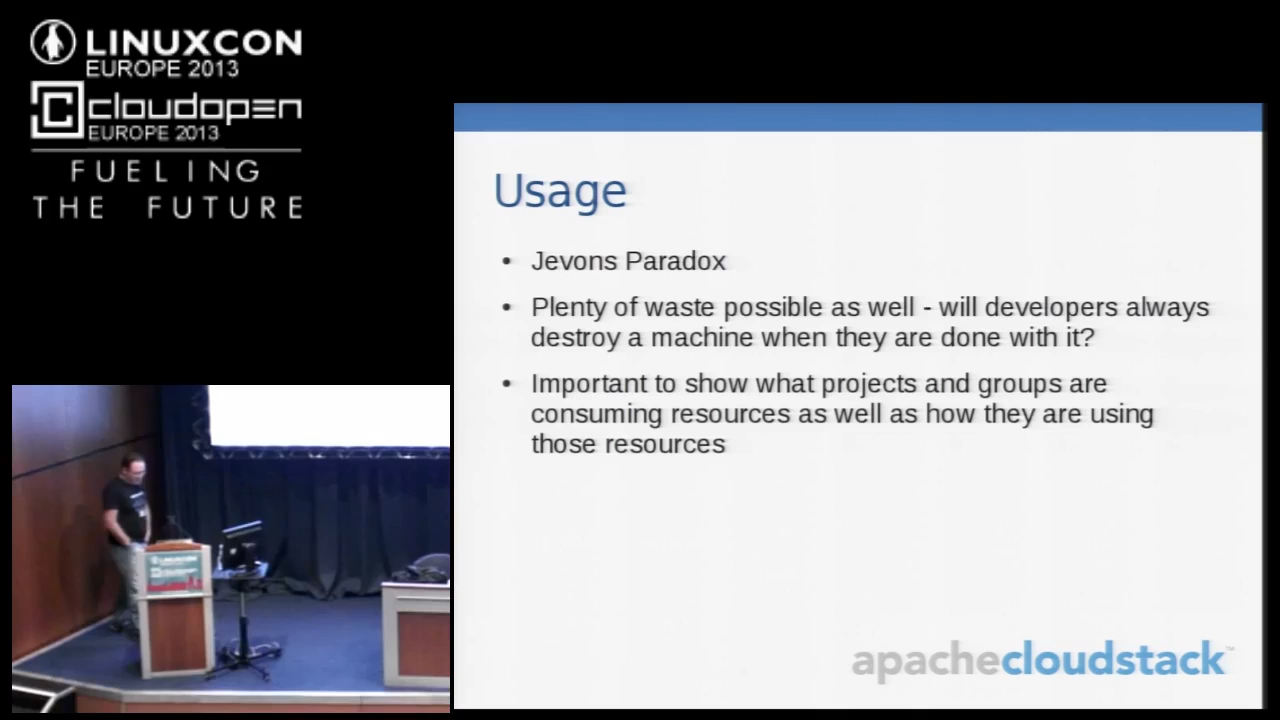 LINUXCON
EUROPE 2013
cloudopen
EUROPE 2013
FUELING
THE FUTURE
Usage
• Jevons Paradox
• Plenty of waste possible as well - will developers always
destroy a machine when they are done with it?
• Important to show what projects and groups are
consuming resources as well as how they are using
those resources
apachecloudstack™
LINUXCON